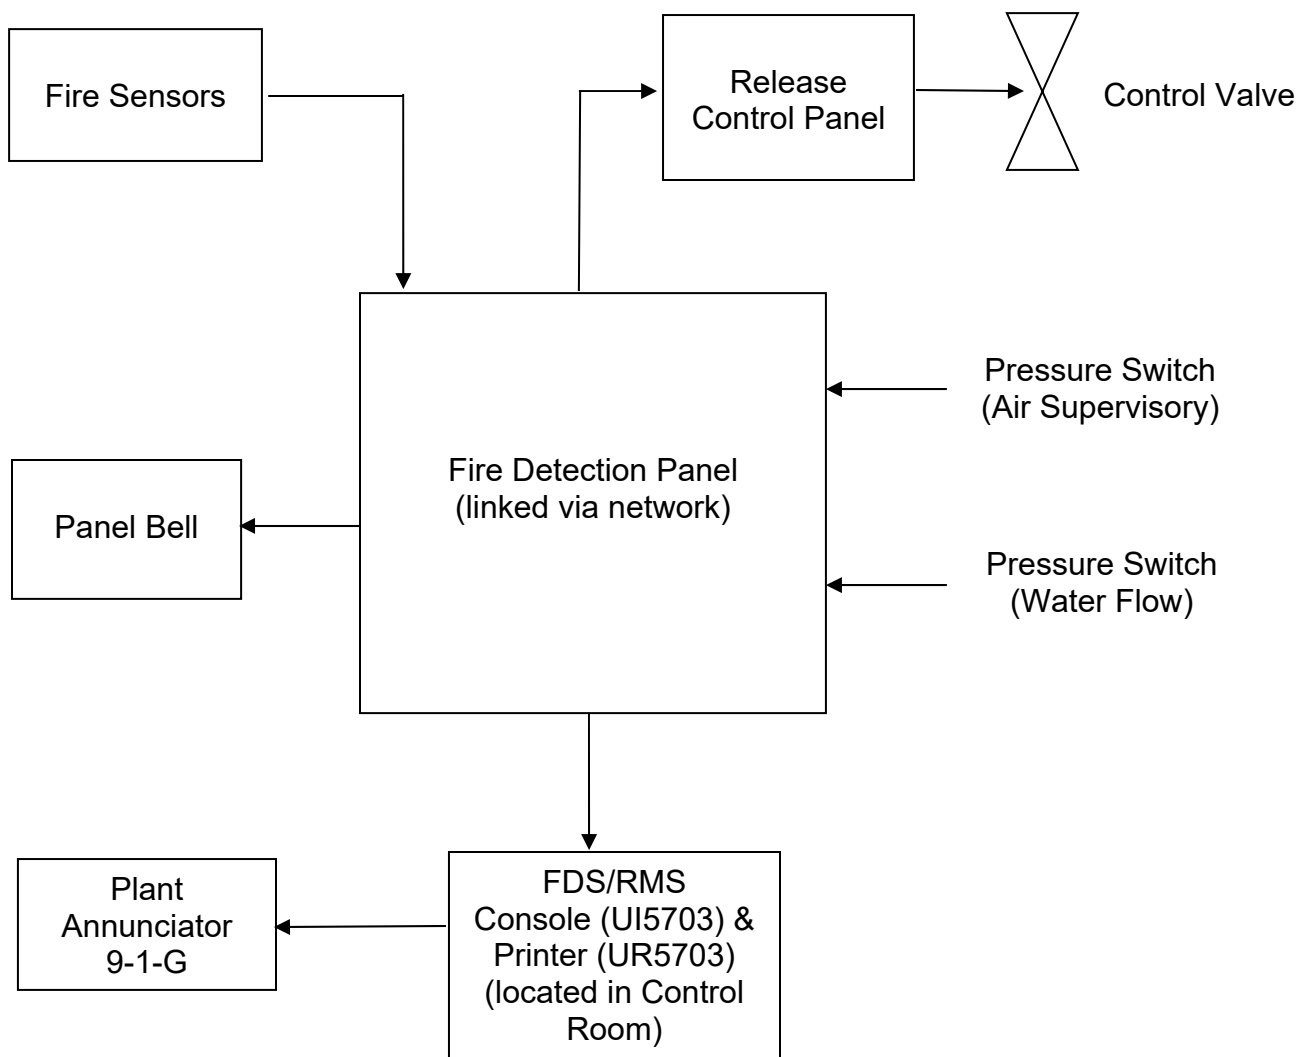 Fire Sensors
Release
Control Panel
Control Valve
Pressure Switch
(Air Supervisory)
Fire Detection Panel
(linked via network)
Panel Bell
Pressure Switch
(Water Flow)
Plant
Annunciator
9-1-G
FDS/RMS
Console (UI5703) &
Printer (UR5703)
(located in Control
Room)